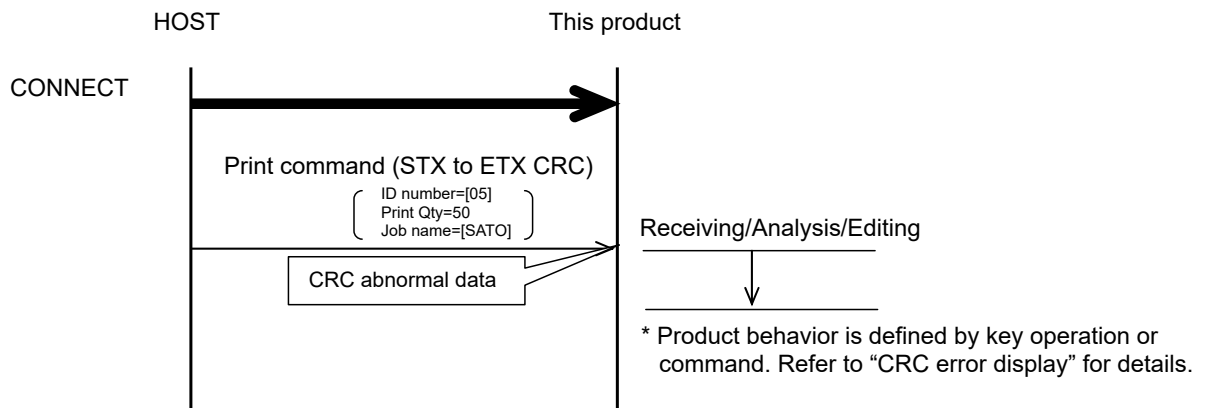 HOST
This product
CONNECT
Print command (STX to ETX CRC)
ID number=[05]
Print Qty=50
Job name=[SATO]
Receiving/Analysis/Editing
CRC abnormal data
* Product behavior is defined by key operation or
command. Refer to “CRC error display” for details.